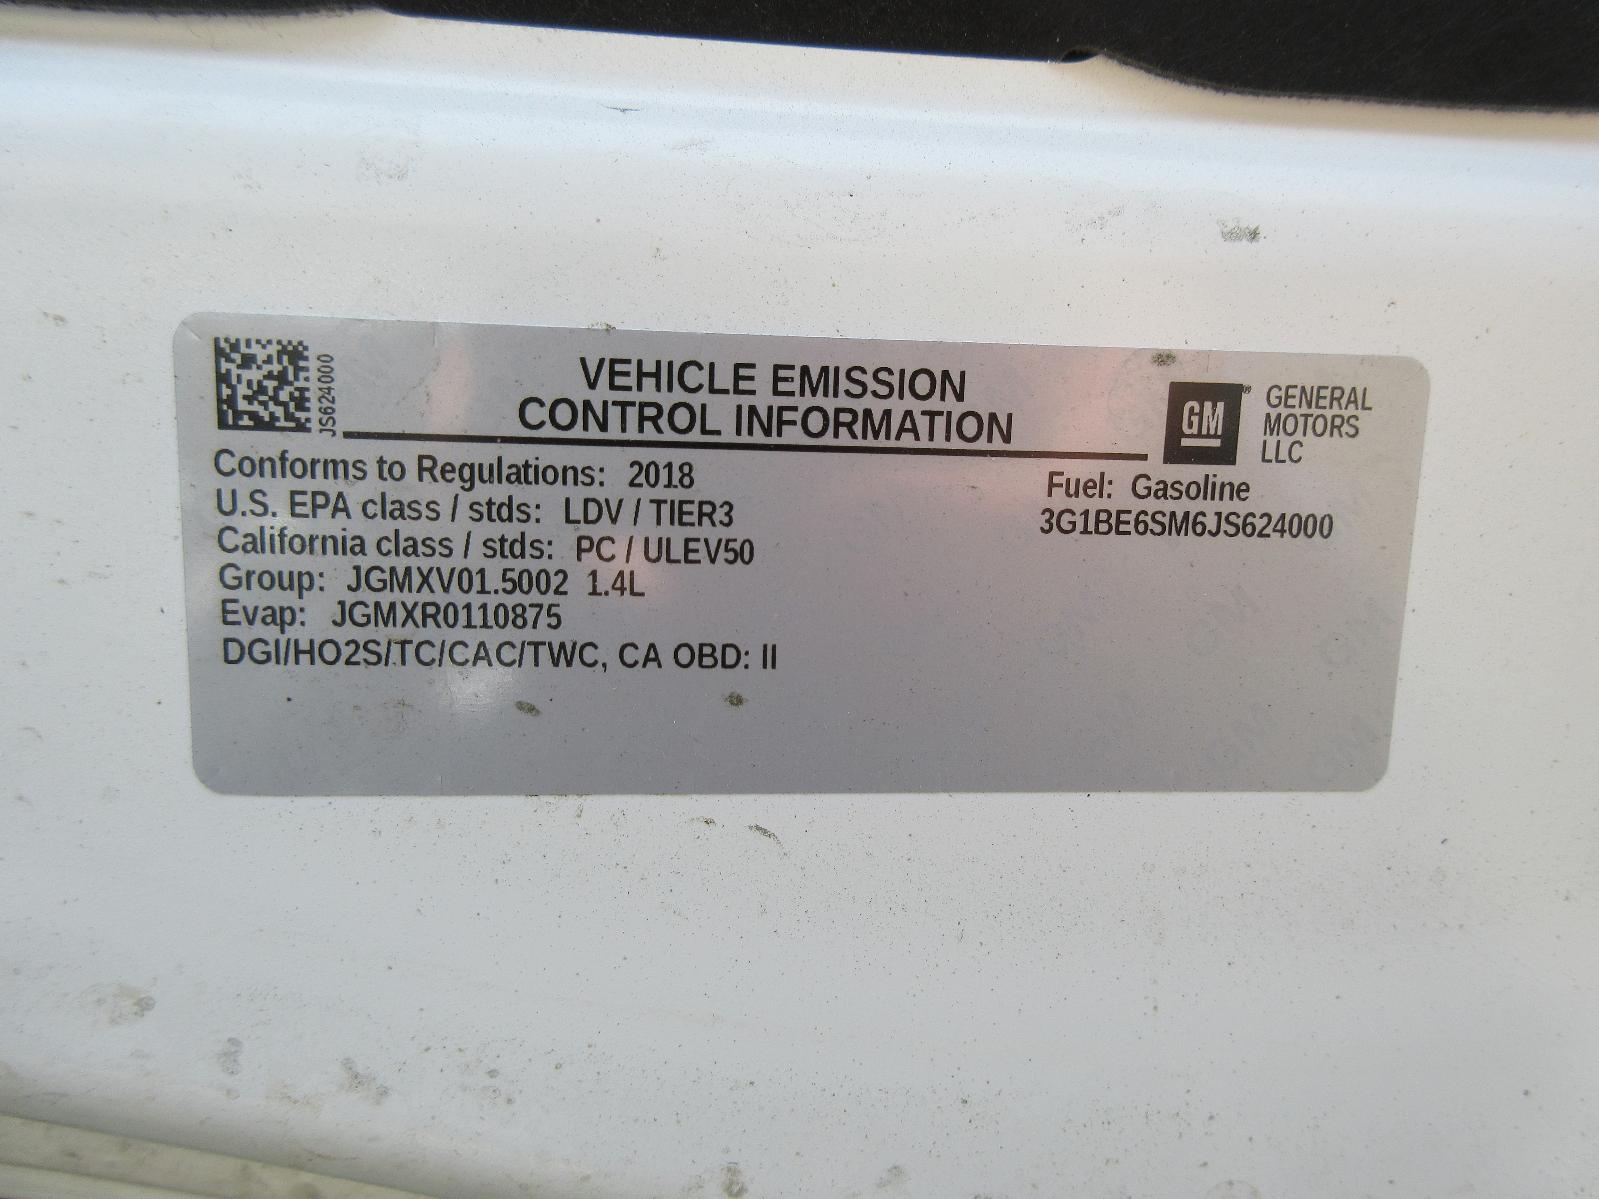 JS624000
VEHICLE EMISSION
CONTROL INFORMATION
GM
GENERAL
MOTORS
LLC
Conforms to Regulations: 2018
U.S. EPA class / stds: LDV / TIER3
California class / stds: PC / ULEV50
Group: JGMXV01.5002 1.4L
Evap: JGMXR0110875
DGI/HO2S/TC/CAC/TWC, CA OBD: II
Fuel: Gasoline
3G1BE6SM6JS624000